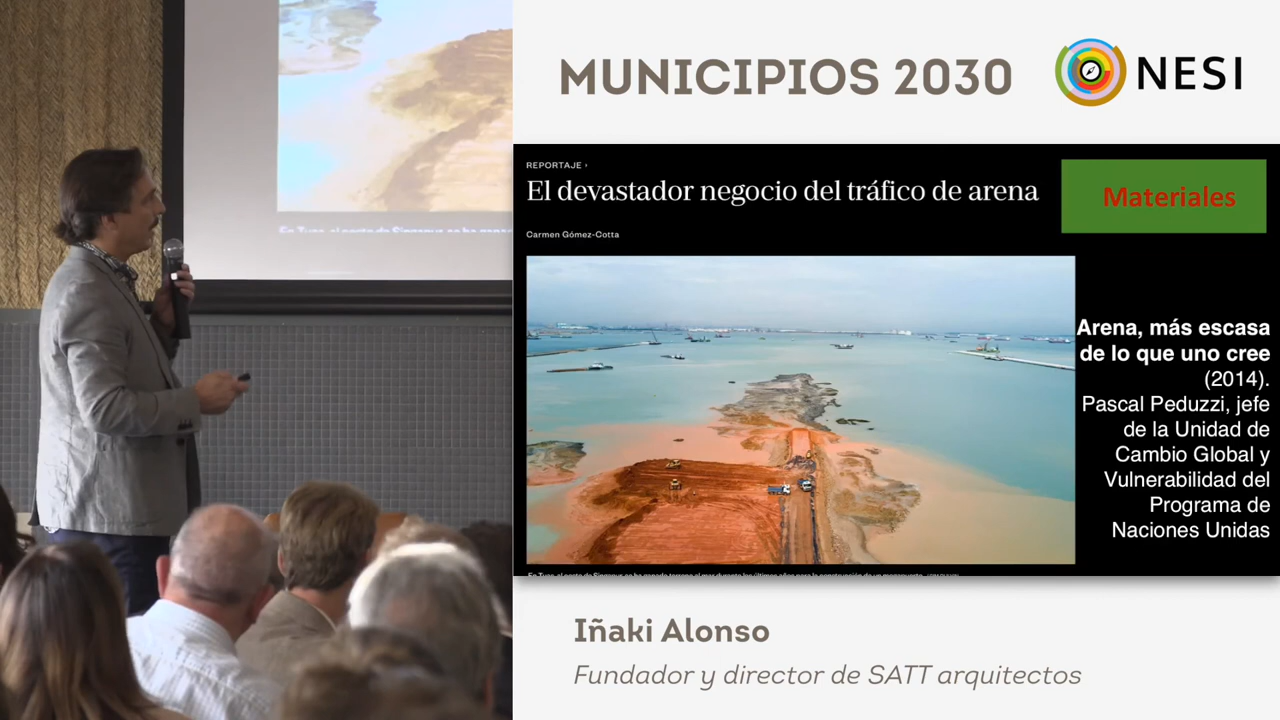 MUNICIPIOS 2030
NESI
REPORTAJE ›
El devastador negocio del tráfico de arena
Materiales
Carmen Gómez-Cotta
Arena, más escasa
de lo que uno cree
(2014).
Pascal Peduzzi, jefe
de la Unidad de
Cambio Global y
Vulnerabilidad del
Programa de
Naciones Unidas
Iñaki Alonso
Fundador y director de SATT arquitectos